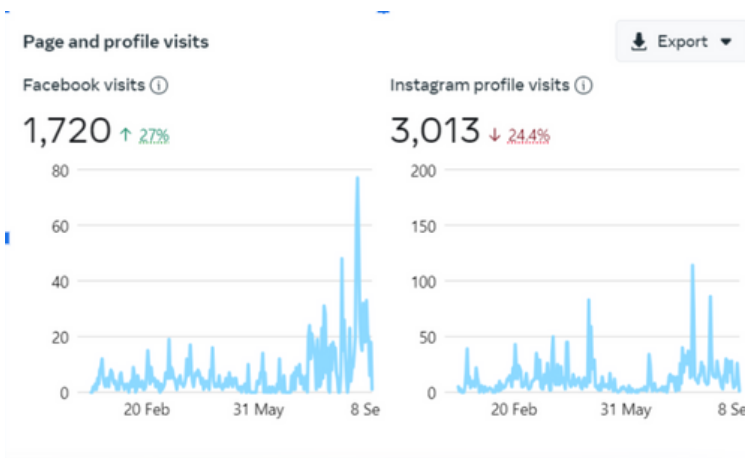 Page and profile visits
Export
Facebook visits
1,720 ↑ 27%
80
60
40
20
0
20 Feb 31 May 8 Se
Instagram profile visits
3,013 ↓ 24.4%
200
150
100
50
0
20 Feb 31 May 8 Se